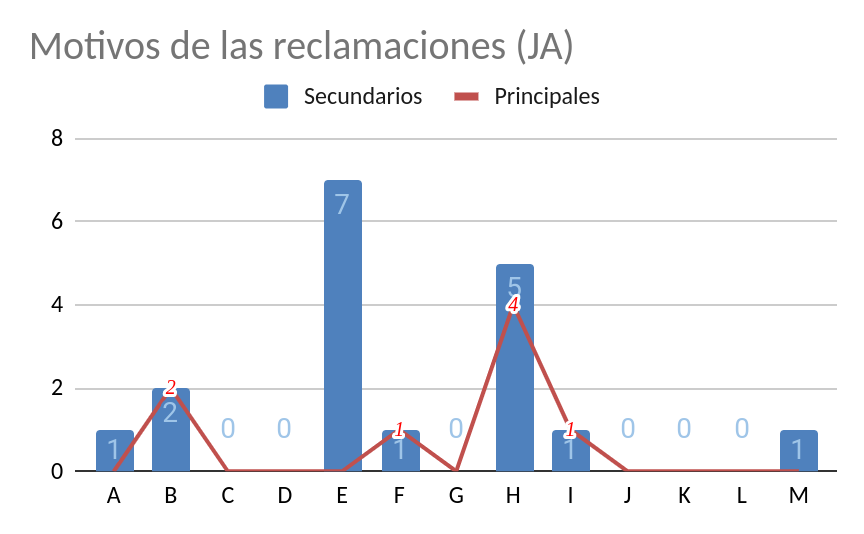 Motivos de las reclamaciones (JA)
Secundarios Principales
8
6
4
2
0
1 2 0 0 7 1 0 5 1 0 0 0 1
2 1 4 1
A B C D E F G H I J K L M